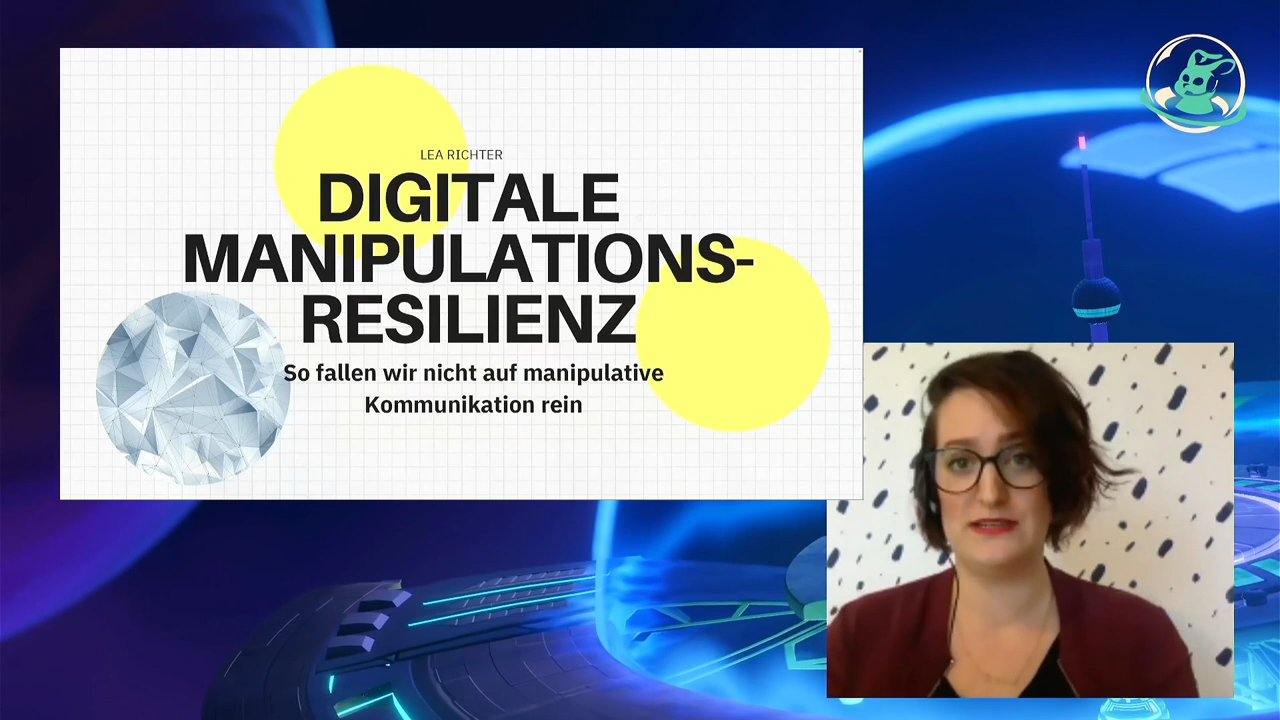 LEA RICHTER
DIGITALE
MANIPULATIONS-
RESILIENZ
So fallen wir nicht auf manipulative
Kommunikation rein